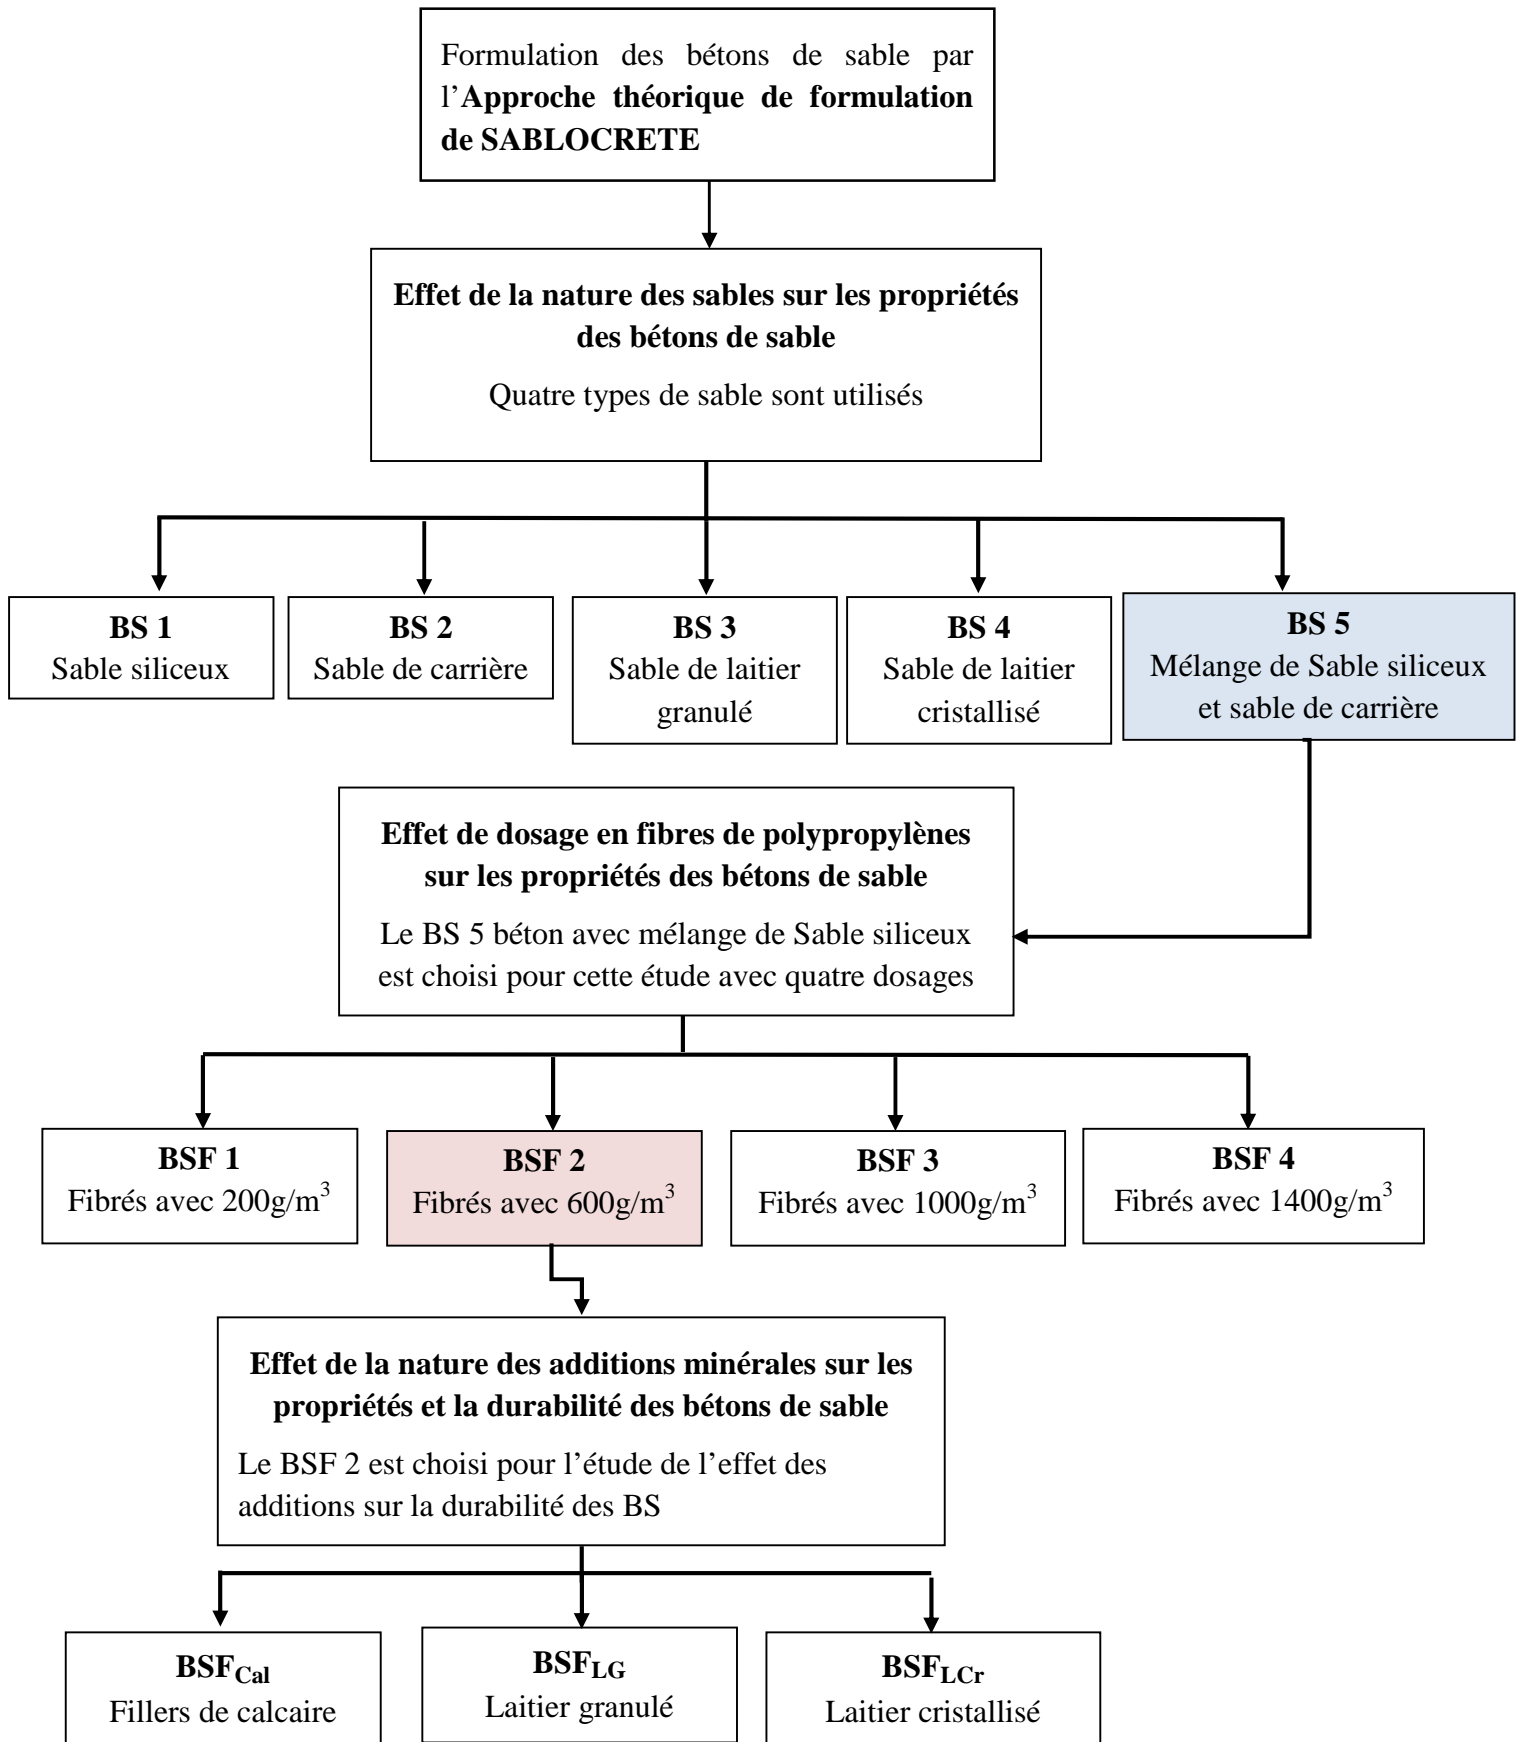 Formulation des bétons de sable par
l’Approche théorique de formulation
de SABLOCRETE
Effet de la nature des sables sur les propriétés
des bétons de sable
Quatre types de sable sont utilisés
BS 1
Sable siliceux
BS 2
Sable de carrière
BS 3
Sable de laitier
granulé
BS 4
Sable de laitier
cristallisé
BS 5
Mélange de Sable siliceux
et sable de carrière
Effet de dosage en fibres de polypropylènes
sur les propriétés des bétons de sable
Le BS 5 béton avec mélange de Sable siliceux
est choisi pour cette étude avec quatre dosages
BSF 1
Fibrés avec 200g/m³
BSF 2
Fibrés avec 600g/m³
BSF 3
Fibrés avec 1000g/m³
BSF 4
Fibrés avec 1400g/m³
Effet de la nature des additions minérales sur les
propriétés et la durabilité des bétons de sable
Le BSF 2 est choisi pour l’étude de l’effet des
additions sur la durabilité des BS
BSFCal
Fillers de calcaire
BSFLG
Laitier granulé
BSFLCr
Laitier cristallisé